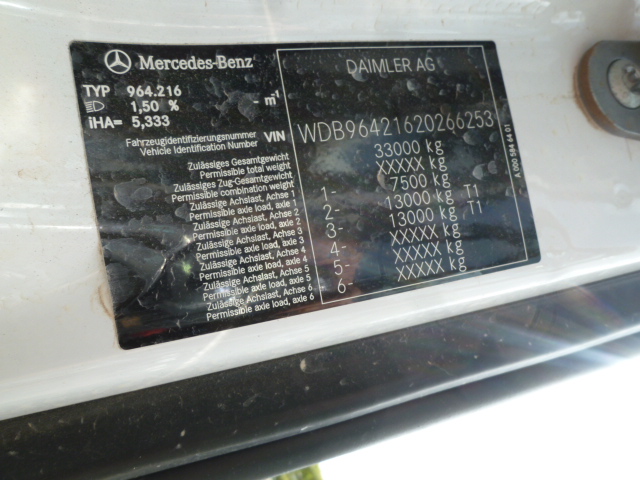 Mercedes-Benz
DAIMLER AG
TYP 964.216
1,50 % - m⁻¹
iHA= 5,333
Fahrzeugidentifizierungsnummer
Vehicle Identification Number VIN WDB96421620266253
Zulässiges Gesamtgewicht
Permissible total weight 33000 kg
Zulässiges Zug-Gesamtgewicht
Permissible combination weight XXXXX kg
Zulässige Achslast, Achse 1
Permissible axle load, axle 1 1- 7500 kg
Zulässige Achslast, Achse 2
Permissible axle load, axle 2 2- 13000 kg T1
Zulässige Achslast, Achse 3
Permissible axle load, axle 3 3- 13000 kg T1
Zulässige Achslast, Achse 4
Permissible axle load, axle 4 4- XXXXX kg
Zulässige Achslast, Achse 5
Permissible axle load, axle 5 5- XXXXX kg
Zulässige Achslast, Achse 6
Permissible axle load, axle 6 6- XXXXX kg